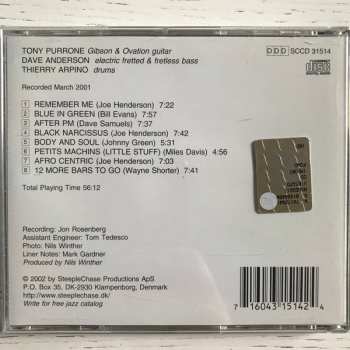 TONY PURRONE Gibson & Ovation guitar
DAVE ANDERSON electric fretted & fretless bass
THIERRY ARPINO drums
DDD SCCD 31514
COMPACT
disc
DIGITAL AUDIO
Recorded March 2001
1 REMEMBER ME (Joe Henderson) 7:22
2 BLUE IN GREEN (Bill Evans) 7:57
3 AFTER PM (Dave Samuels) 7:37
4 BLACK NARCISSUS (Joe Henderson) 7:35
5 BODY AND SOUL (Johnny Green) 5:31
6 PETITS MACHINS (LITTLE STUFF) (Miles Davis) 4:56
7 AFRO CENTRIC (Joe Henderson) 7:03
8 12 MORE BARS TO GO (Wayne Shorter) 7:41
Total Playing Time 56:12
Recording: Jon Rosenberg
Assistant Engineer: Tom Tedesco
Photo: Nils Winther
Liner Notes: Mark Gardner
Produced by Nils Winther
© 2002 by SteepleChase Productions ApS
P.O. Box 35, DK-2930 Klampenborg, Denmark
www.steeplechase.dk/
Write for free jazz catalog
7 16043 15142 4